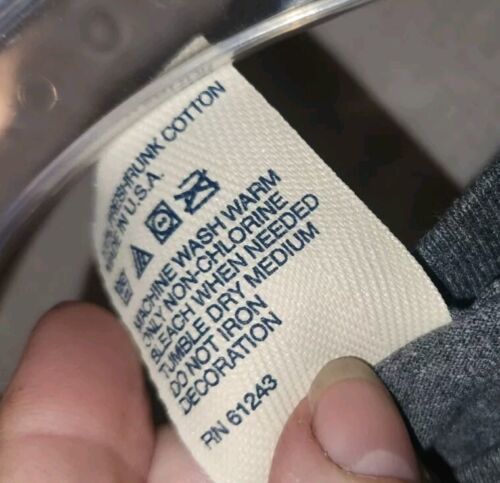 PRESHRUNK COTTON
MADE IN U.S.A.
MACHINE WASH WARM
ONLY NON-CHLORINE
BLEACH WHEN NEEDED
TUMBLE DRY MEDIUM
DO NOT IRON
DECORATION
RN 61243